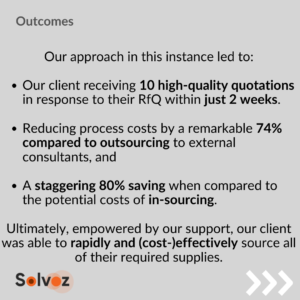 Outcomes
Our approach in this instance led to:
• Our client receiving 10 high-quality quotations
in response to their RfQ within just 2 weeks.
• Reducing process costs by a remarkable 74%
compared to outsourcing to external
consultants, and
• A staggering 80% saving when compared to
the potential costs of in-sourcing.
Ultimately, empowered by our support, our client
was able to rapidly and (cost-)effectively source all
of their required supplies.
Solvoz